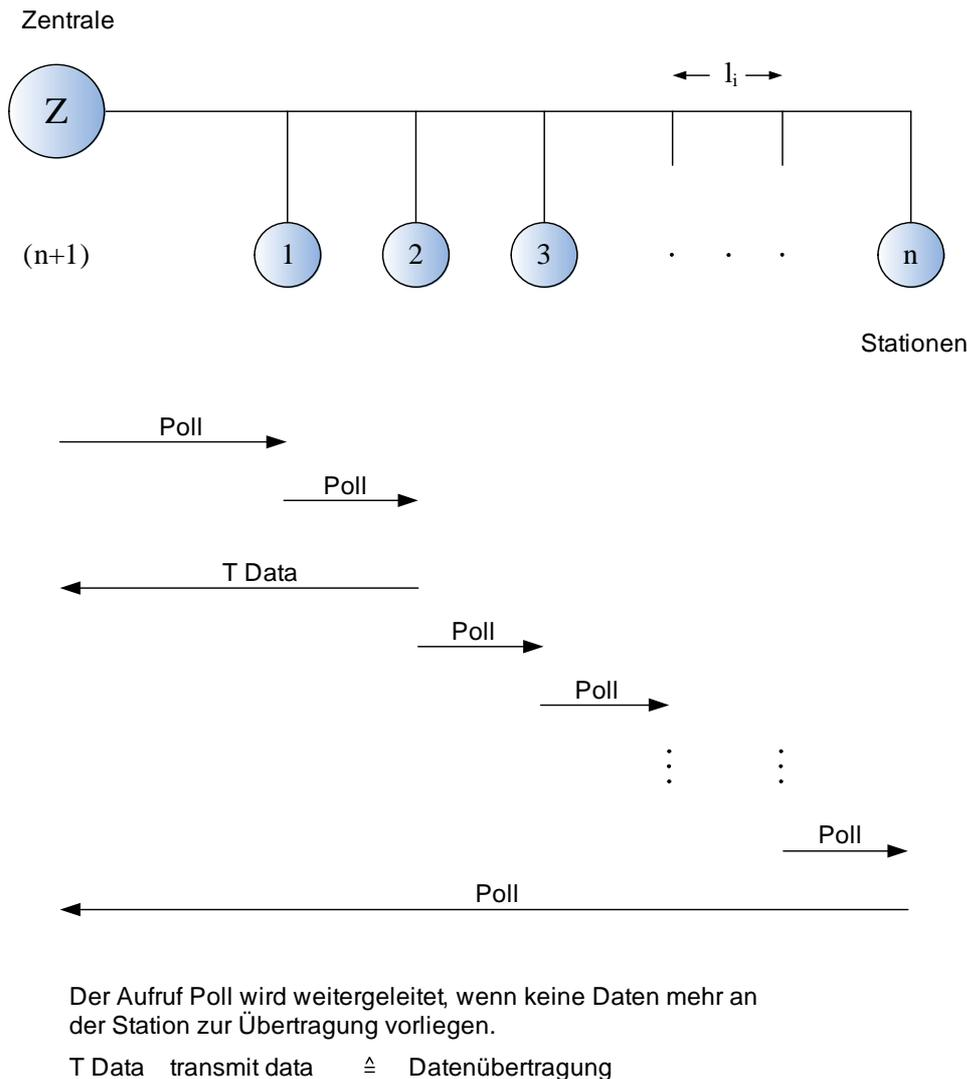 Zentrale
Z
l_i
(n+1)
1 2 3 . . . n
Stationen
Poll
Poll
T Data
Poll
Poll
Poll
Poll
Der Aufruf Poll wird weitergeleitet, wenn keine Daten mehr an
der Station zur Übertragung vorliegen.
T Data transmit data ≙ Datenübertragung